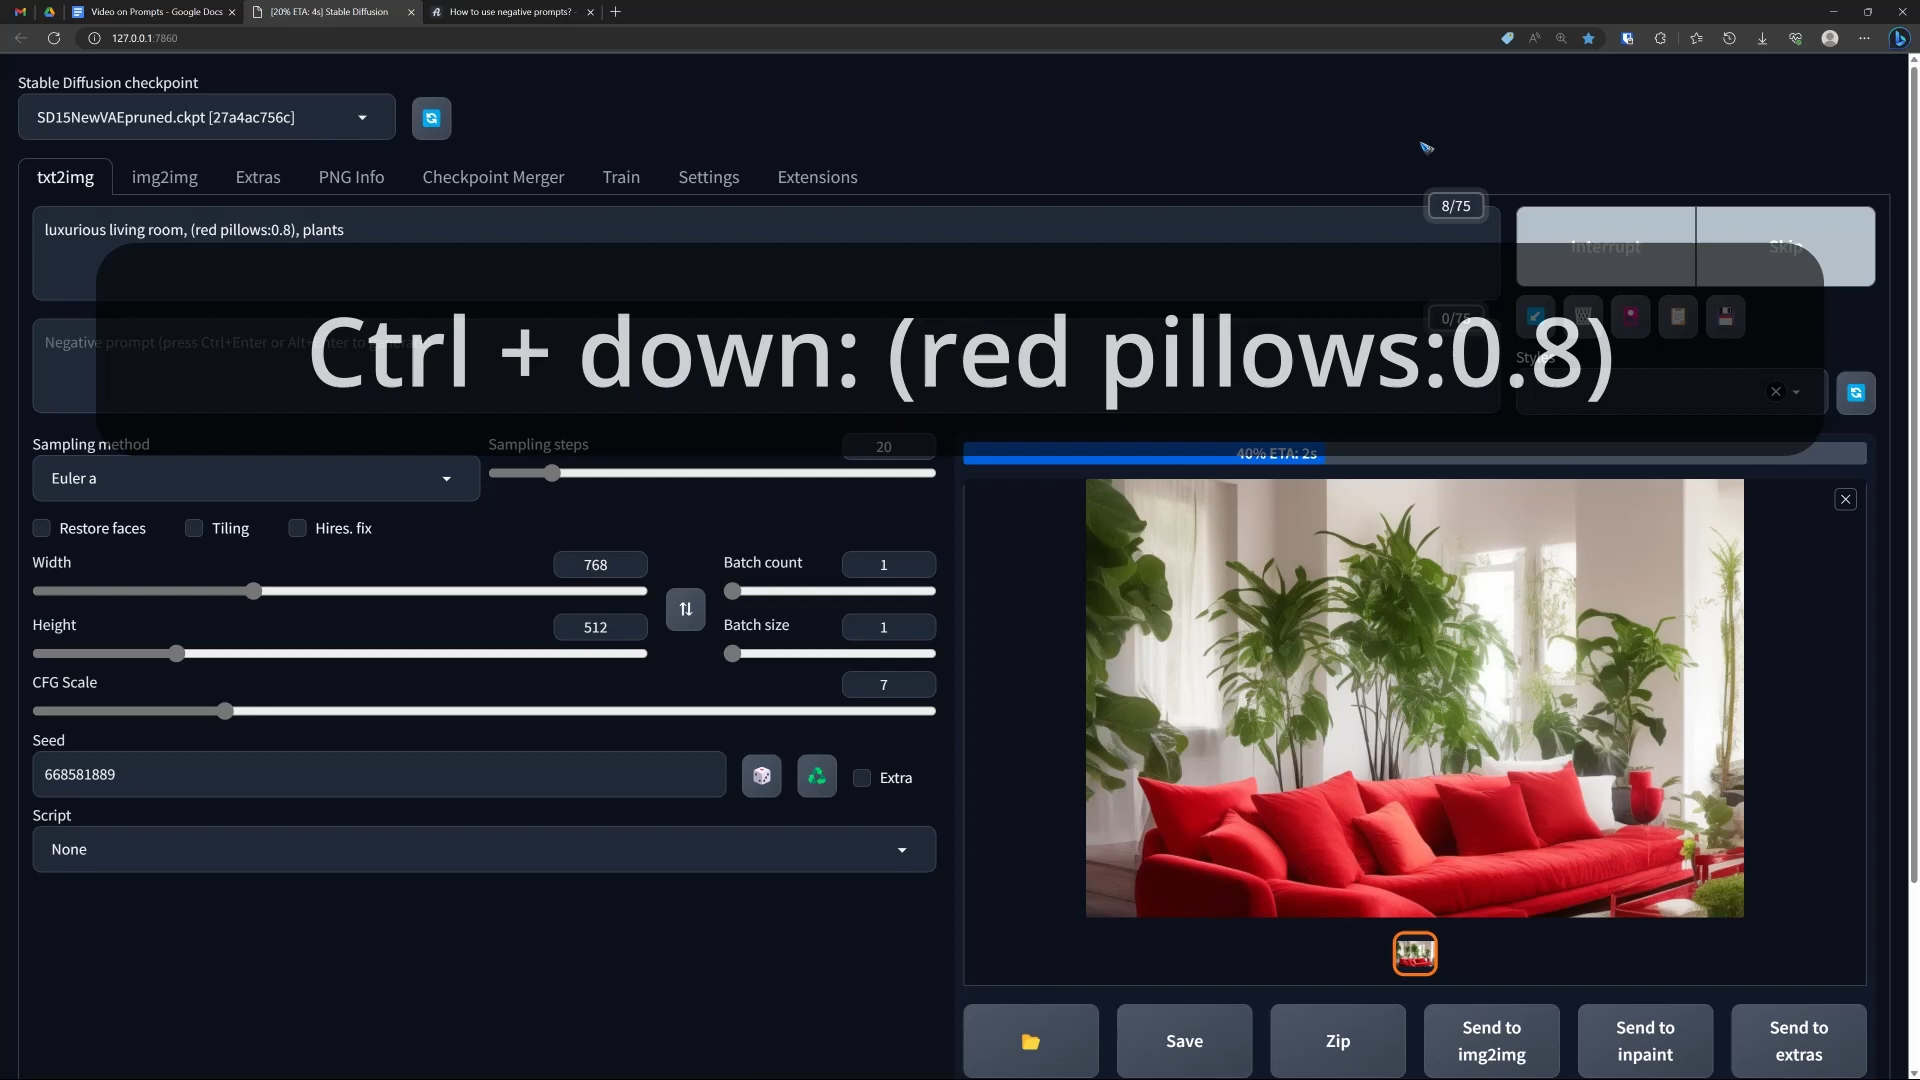 Video on Prompts - Google Docs
[20% ETA: 4s] Stable Diffusion
How to use negative prompts? -
127.0.0.1:7860
Stable Diffusion checkpoint
SD15NewVAEpruned.ckpt [27a4ac756c]
txt2img
img2img
Extras
PNG Info
Checkpoint Merger
Train
Settings
Extensions
8/75
luxurious living room, (red pillows:0.8), plants
Interrupt
Skip
Ctrl + down: (red pillows:0.8)
0/75
Negative prompt (press Ctrl+Enter or Alt+Enter to generate)
Styles
Sampling method
Sampling steps
20
Euler a
40% ETA: 2s
Restore faces
Tiling
Hires. fix
Width
768
Batch count
1
Height
512
Batch size
1
CFG Scale
7
Seed
668581889
Extra
Script
None
Save
Zip
Send to
img2img
Send to
inpaint
Send to
extras